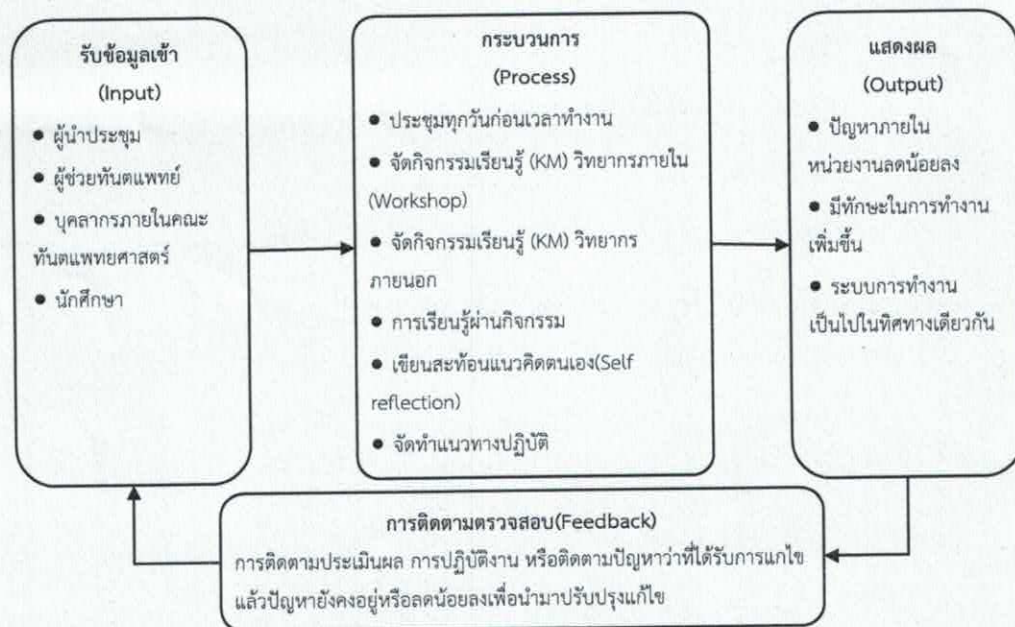 รับข้อมูลเข้า
(Input)
● ผู้นำประชุม
● ผู้ช่วยทันตแพทย์
● บุคลากรภายในคณะ
ทันตแพทยศาสตร์
● นักศึกษา
กระบวนการ
(Process)
● ประชุมทุกวันก่อนเวลาทำงาน
● จัดกิจกรรมเรียนรู้ (KM) วิทยากรภายใน
(Workshop)
● จัดกิจกรรมเรียนรู้ (KM) วิทยากร
ภายนอก
● การเรียนรู้ผ่านกิจกรรม
● เขียนสะท้อนแนวคิดตนเอง(Self
reflection)
● จัดทำแนวทางปฏิบัติ
แสดงผล
(Output)
● ปัญหาภายใน
หน่วยงานลดน้อยลง
● มีทักษะในการทำงาน
เพิ่มขึ้น
● ระบบการทำงาน
เป็นไปในทิศทางเดียวกัน
การติดตามตรวจสอบ(Feedback)
การติดตามประเมินผล การปฏิบัติงาน หรือติดตามปัญหาว่าที่ได้รับการแกไข
แล้วปัญหายังคงอยู่หรือลดน้อยลงเพื่อนำมาปรับปรุงแก้ไข